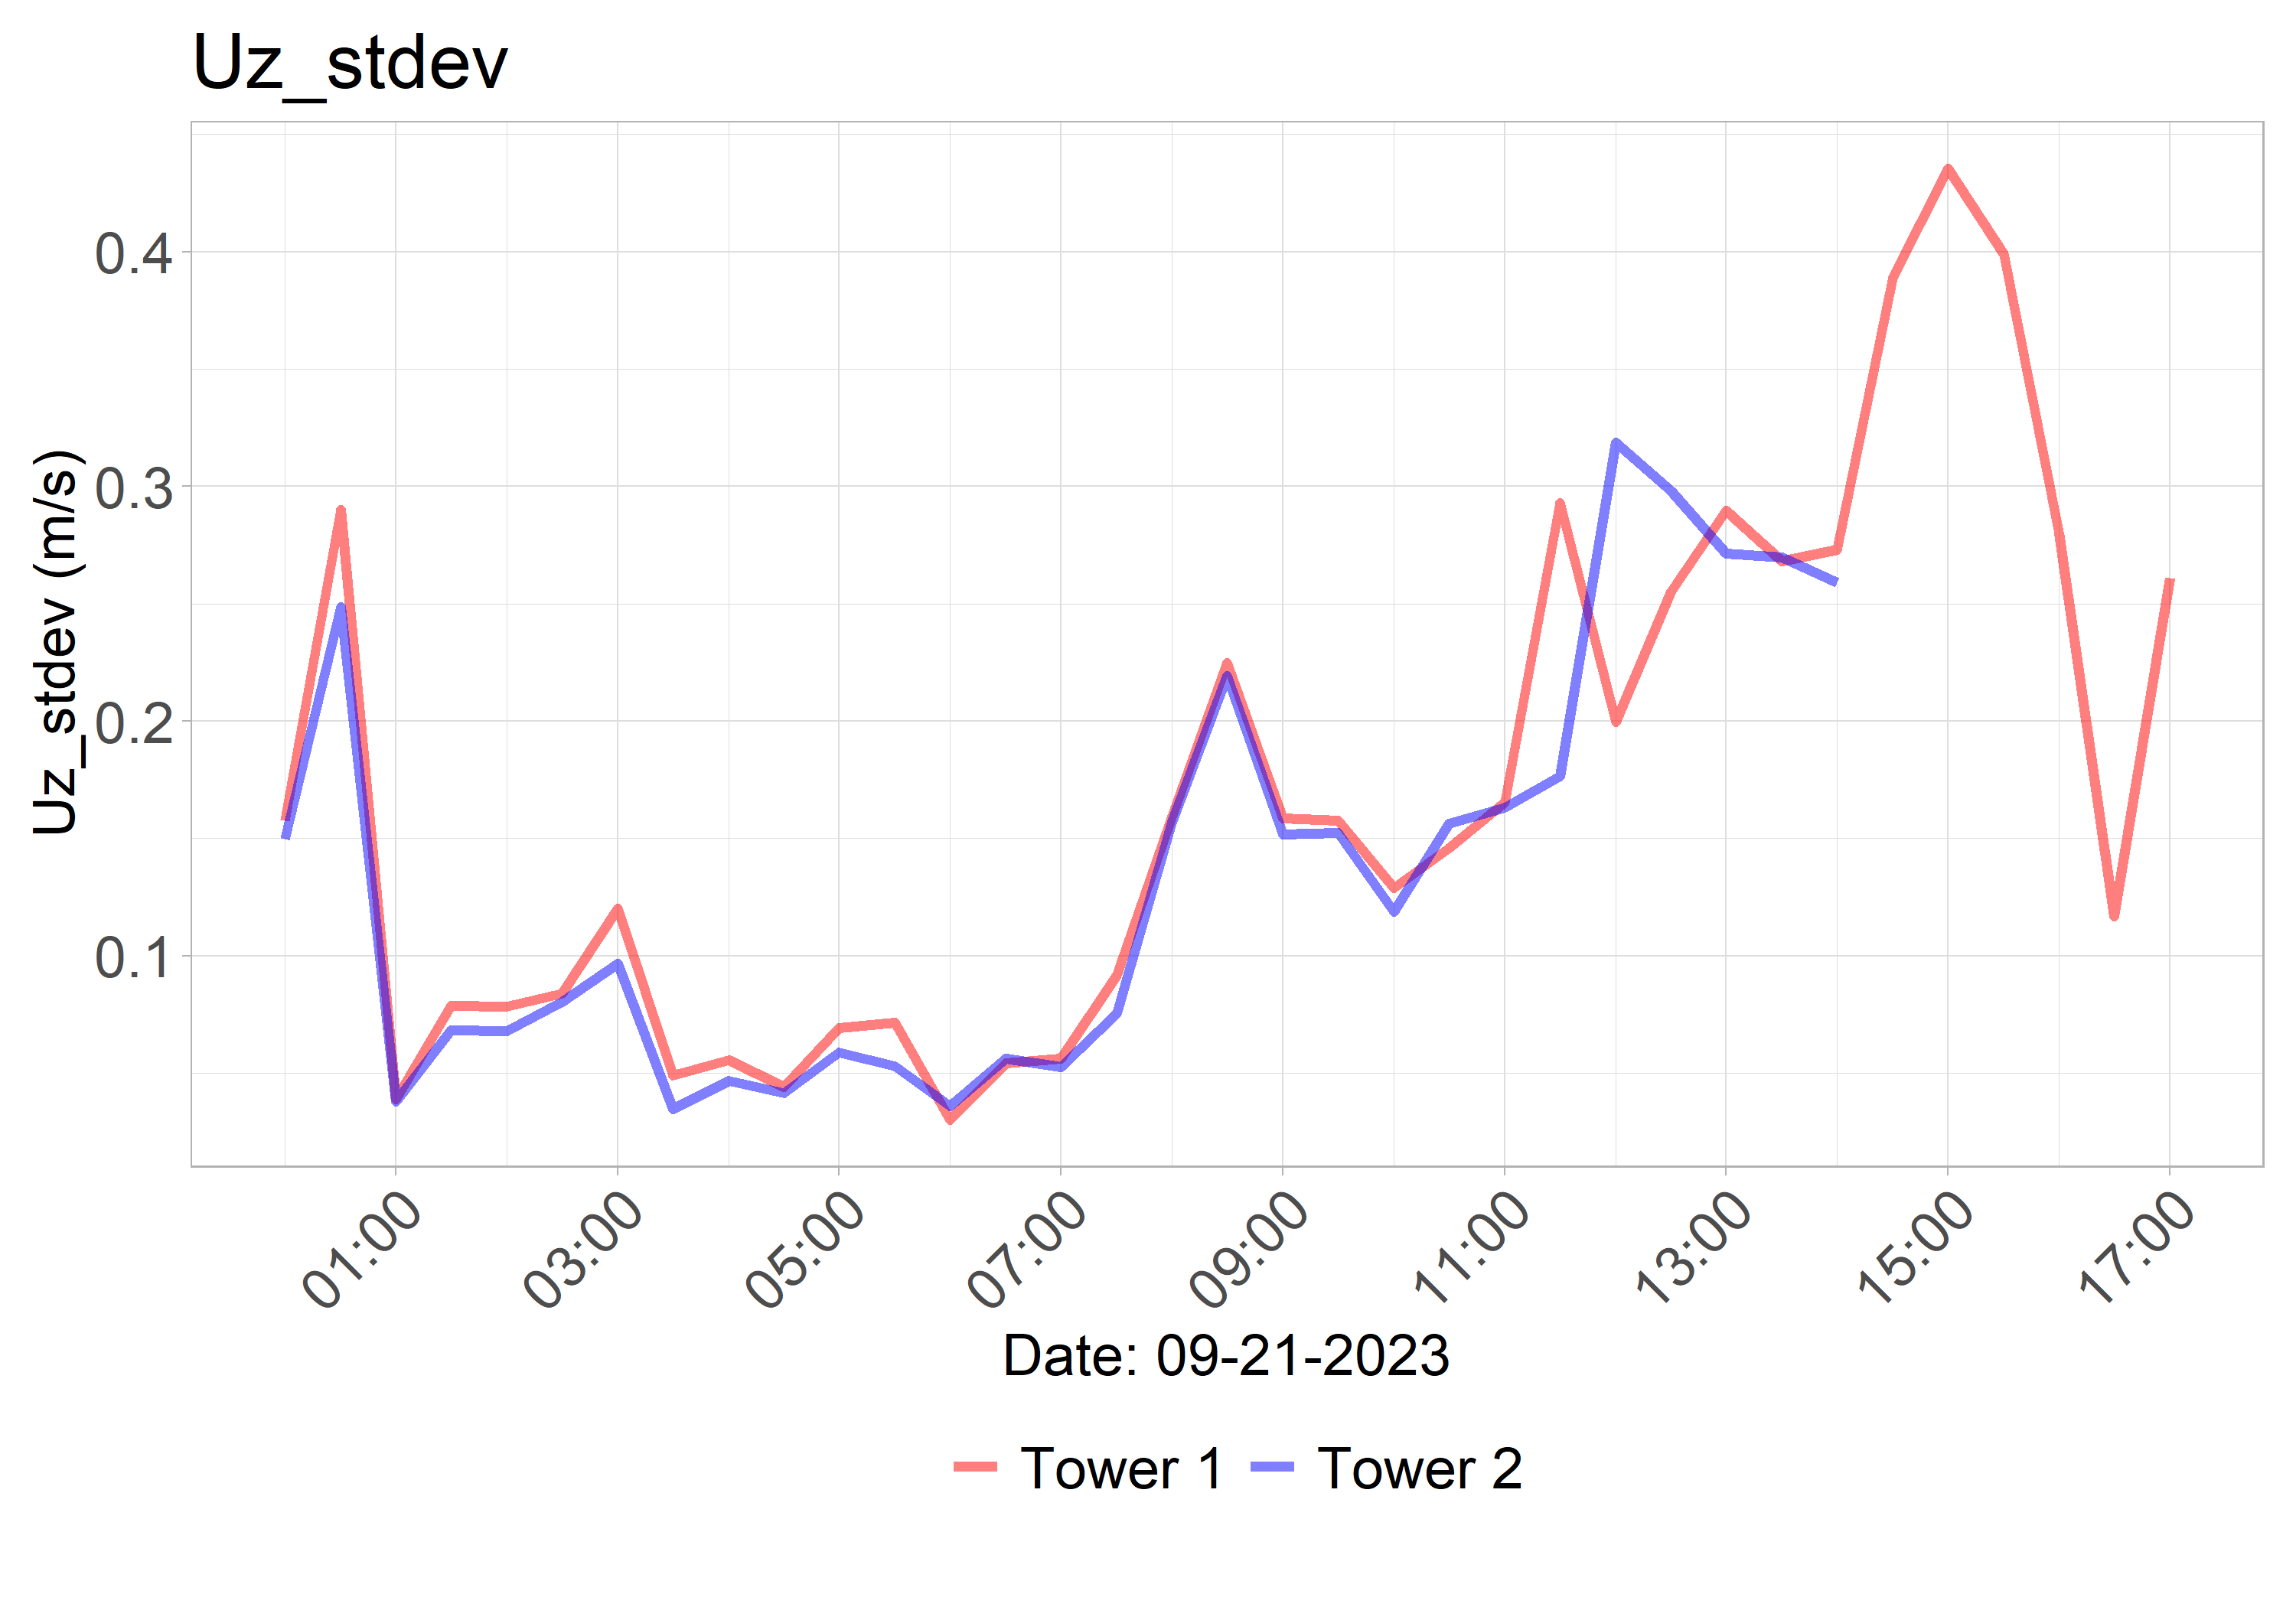 Uz_stdev
Uz_stdev (m/s)
0.4
0.3
0.2
0.1
01:00 03:00 05:00 07:00 09:00 11:00 13:00 15:00 17:00
Date: 09-21-2023
Tower 1 Tower 2